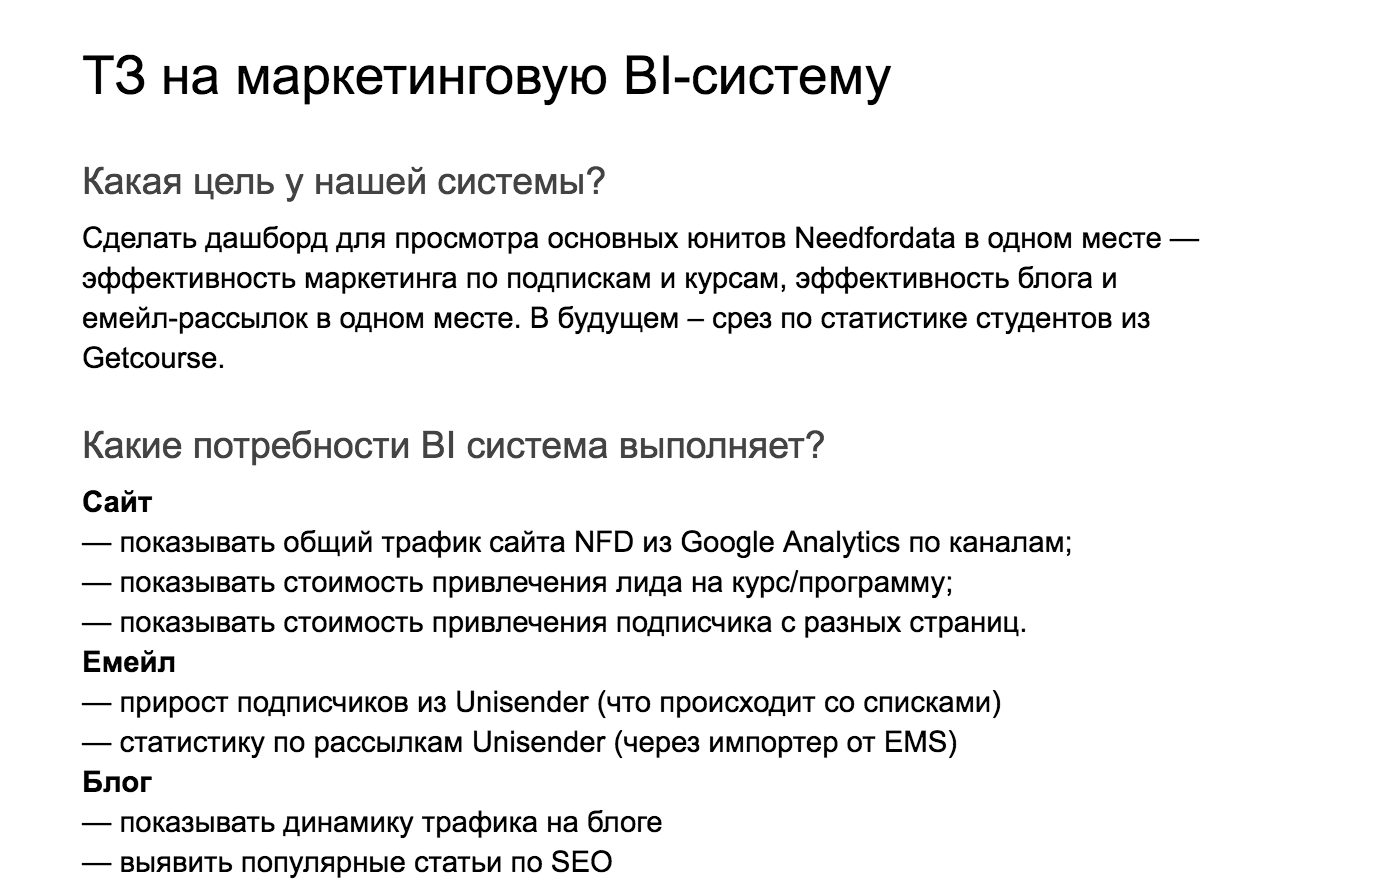 ТЗ на маркетинговую BI-систему
Какая цель у нашей системы?
Сделать дашборд для просмотра основных юнитов Needfordata в одном месте —
эффективность маркетинга по подпискам и курсам, эффективность блога и
емейл-рассылок в одном месте. В будущем – срез по статистике студентов из
Getcourse.
Какие потребности BI система выполняет?
Сайт
— показывать общий трафик сайта NFD из Google Analytics по каналам;
— показывать стоимость привлечения лида на курс/программу;
— показывать стоимость привлечения подписчика с разных страниц.
Емейл
— прирост подписчиков из Unisender (что происходит со списками)
— статистику по рассылкам Unisender (через импортер от EMS)
Блог
— показывать динамику трафика на блоге
— выявить популярные статьи по SEO